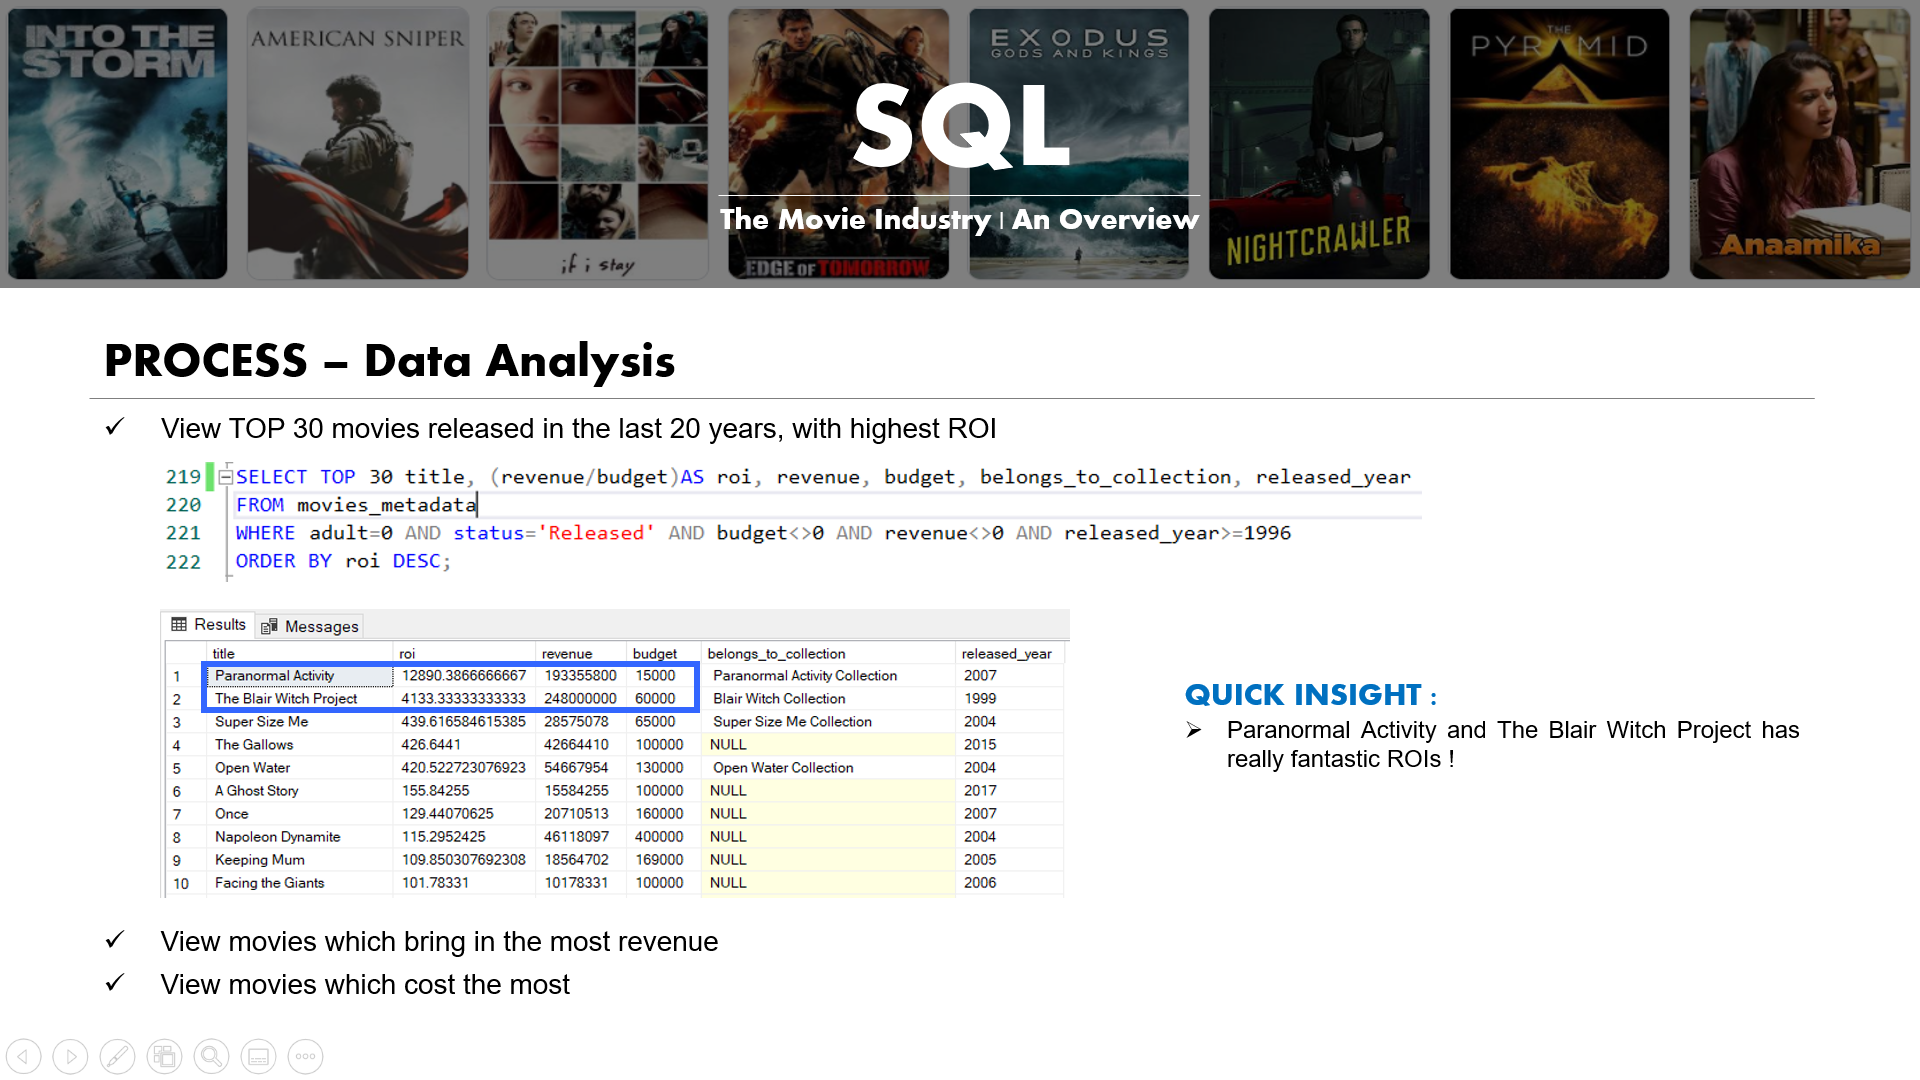 INTO THE
STORM
AMERICAN SNIPER
if i stay
EDGE OF TOMORROW
EXODUS
GODS AND KINGS
NIGHTCRAWLER
THE
PYRAMID
Anaamika
SQL
The Movie Industry | An Overview
PROCESS – Data Analysis
✓ View TOP 30 movies released in the last 20 years, with highest ROI
219 SELECT TOP 30 title, (revenue/budget)AS roi, revenue, budget, belongs_to_collection, released_year
220 FROM movies_metadata
221 WHERE adult=0 AND status='Released' AND budget<>0 AND revenue<>0 AND released_year>=1996
222 ORDER BY roi DESC;
Results Messages
title roi revenue budget belongs_to_collection released_year
1 Paranormal Activity 12890.3866666667 193355800 15000 Paranormal Activity Collection 2007
2 The Blair Witch Project 4133.33333333333 248000000 60000 Blair Witch Collection 1999
3 Super Size Me 439.616584615385 28575078 65000 Super Size Me Collection 2004
4 The Gallows 426.6441 42664410 100000 NULL 2015
5 Open Water 420.522723076923 54667954 130000 Open Water Collection 2004
6 A Ghost Story 155.84255 15584255 100000 NULL 2017
7 Once 129.44070625 20710513 160000 NULL 2007
8 Napoleon Dynamite 115.2952425 46118097 400000 NULL 2004
9 Keeping Mum 109.850307692308 18564702 169000 NULL 2005
10 Facing the Giants 101.78331 10178331 100000 NULL 2006
QUICK INSIGHT :
➢ Paranormal Activity and The Blair Witch Project has
really fantastic ROIs !
✓ View movies which bring in the most revenue
✓ View movies which cost the most